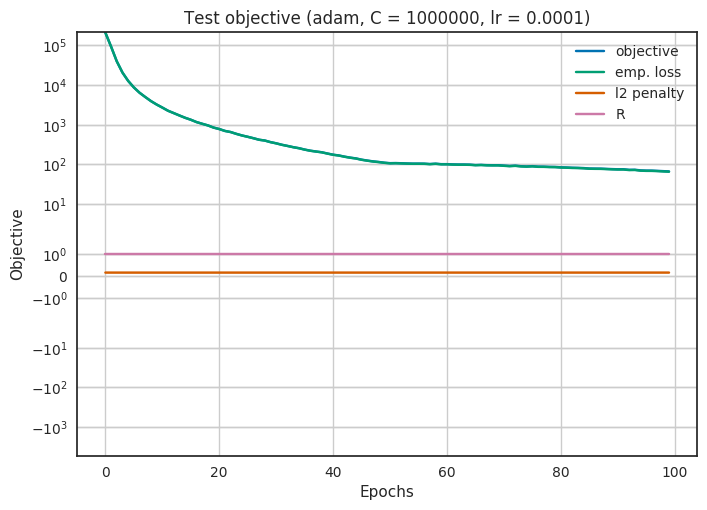 Test objective (adam, C = 1000000, lr = 0.0001)
objective
emp. loss
l2 penalty
R
Objective
10⁵
10⁴
10³
10²
10¹
10⁰
0
−10⁰
−10¹
−10²
−10³
0 20 40 60 80 100
Epochs